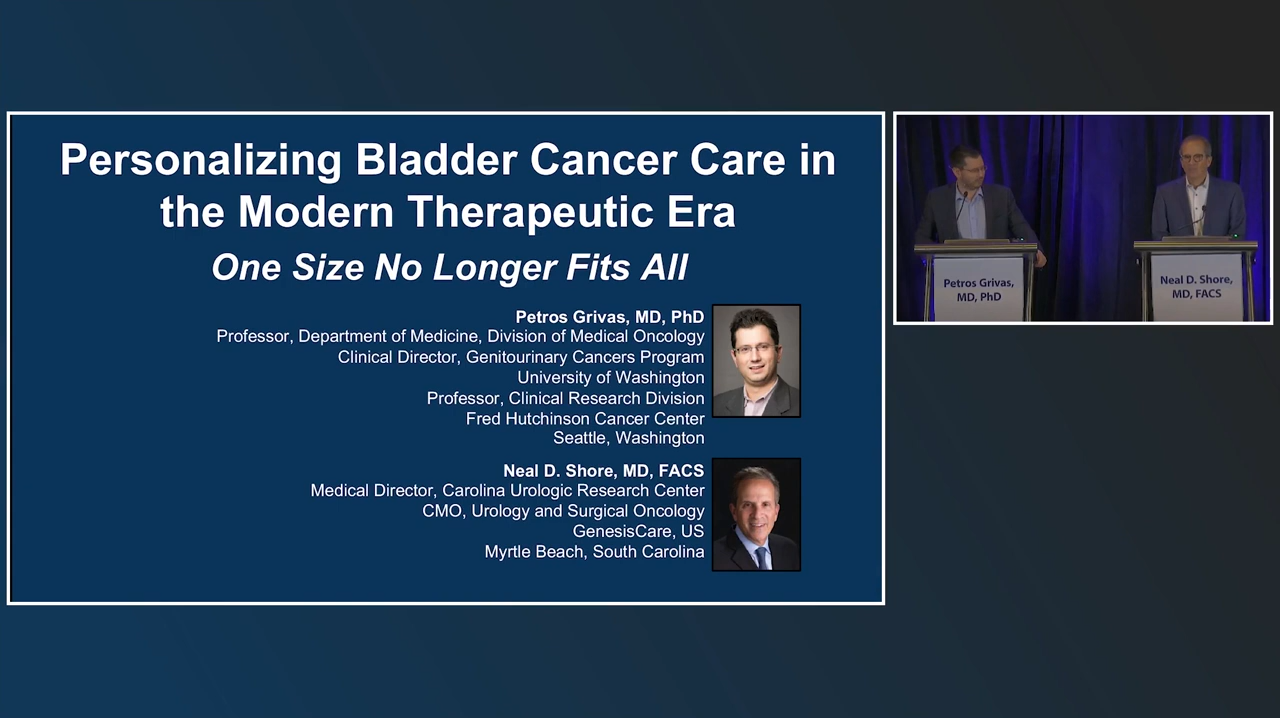 Personalizing Bladder Cancer Care in
the Modern Therapeutic Era
One Size No Longer Fits All
Petros Grivas, MD, PhD
Professor, Department of Medicine, Division of Medical Oncology
Clinical Director, Genitourinary Cancers Program
University of Washington
Professor, Clinical Research Division
Fred Hutchinson Cancer Center
Seattle, Washington
Neal D. Shore, MD, FACS
Medical Director, Carolina Urologic Research Center
CMO, Urology and Surgical Oncology
GenesisCare, US
Myrtle Beach, South Carolina
Petros Grivas,
MD, PhD
Neal D. Shore,
MD, FACS